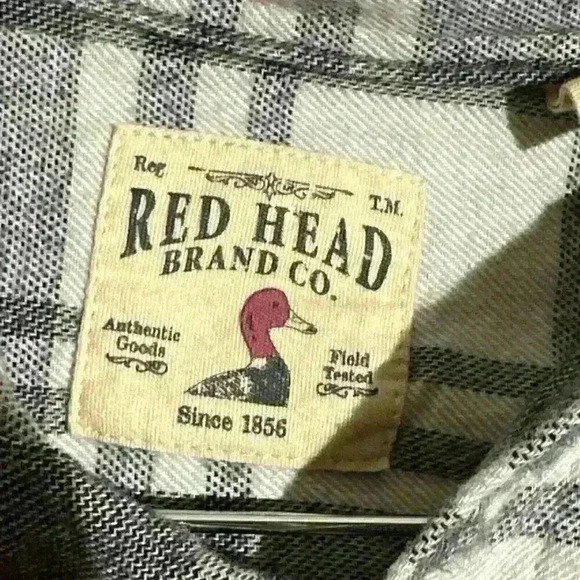 Reg T.M.
RED HEAD
BRAND CO.
Authentic
Goods
Field
Tested
Since 1856